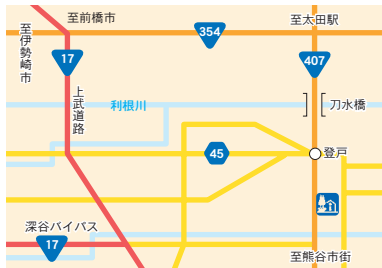 至前橋市
至太田駅
至伊勢崎市
354
17
407
上武道路
利根川
刀水橋
45
登戸
深谷バイパス
17
至熊谷市街